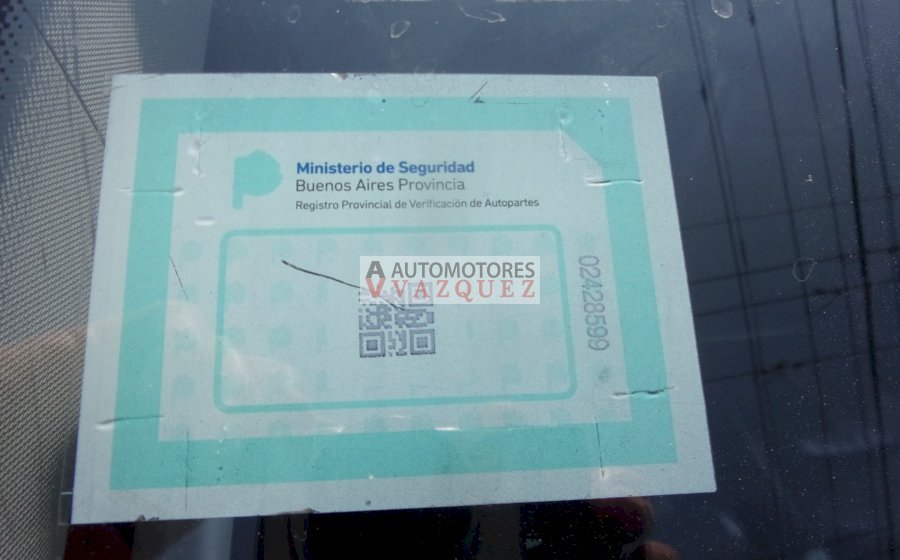 Ministerio de Seguridad
Buenos Aires Provincia
Registro Provincial de Verificación de Autopartes
AUTOMOTORES
VAZQUEZ
02428599